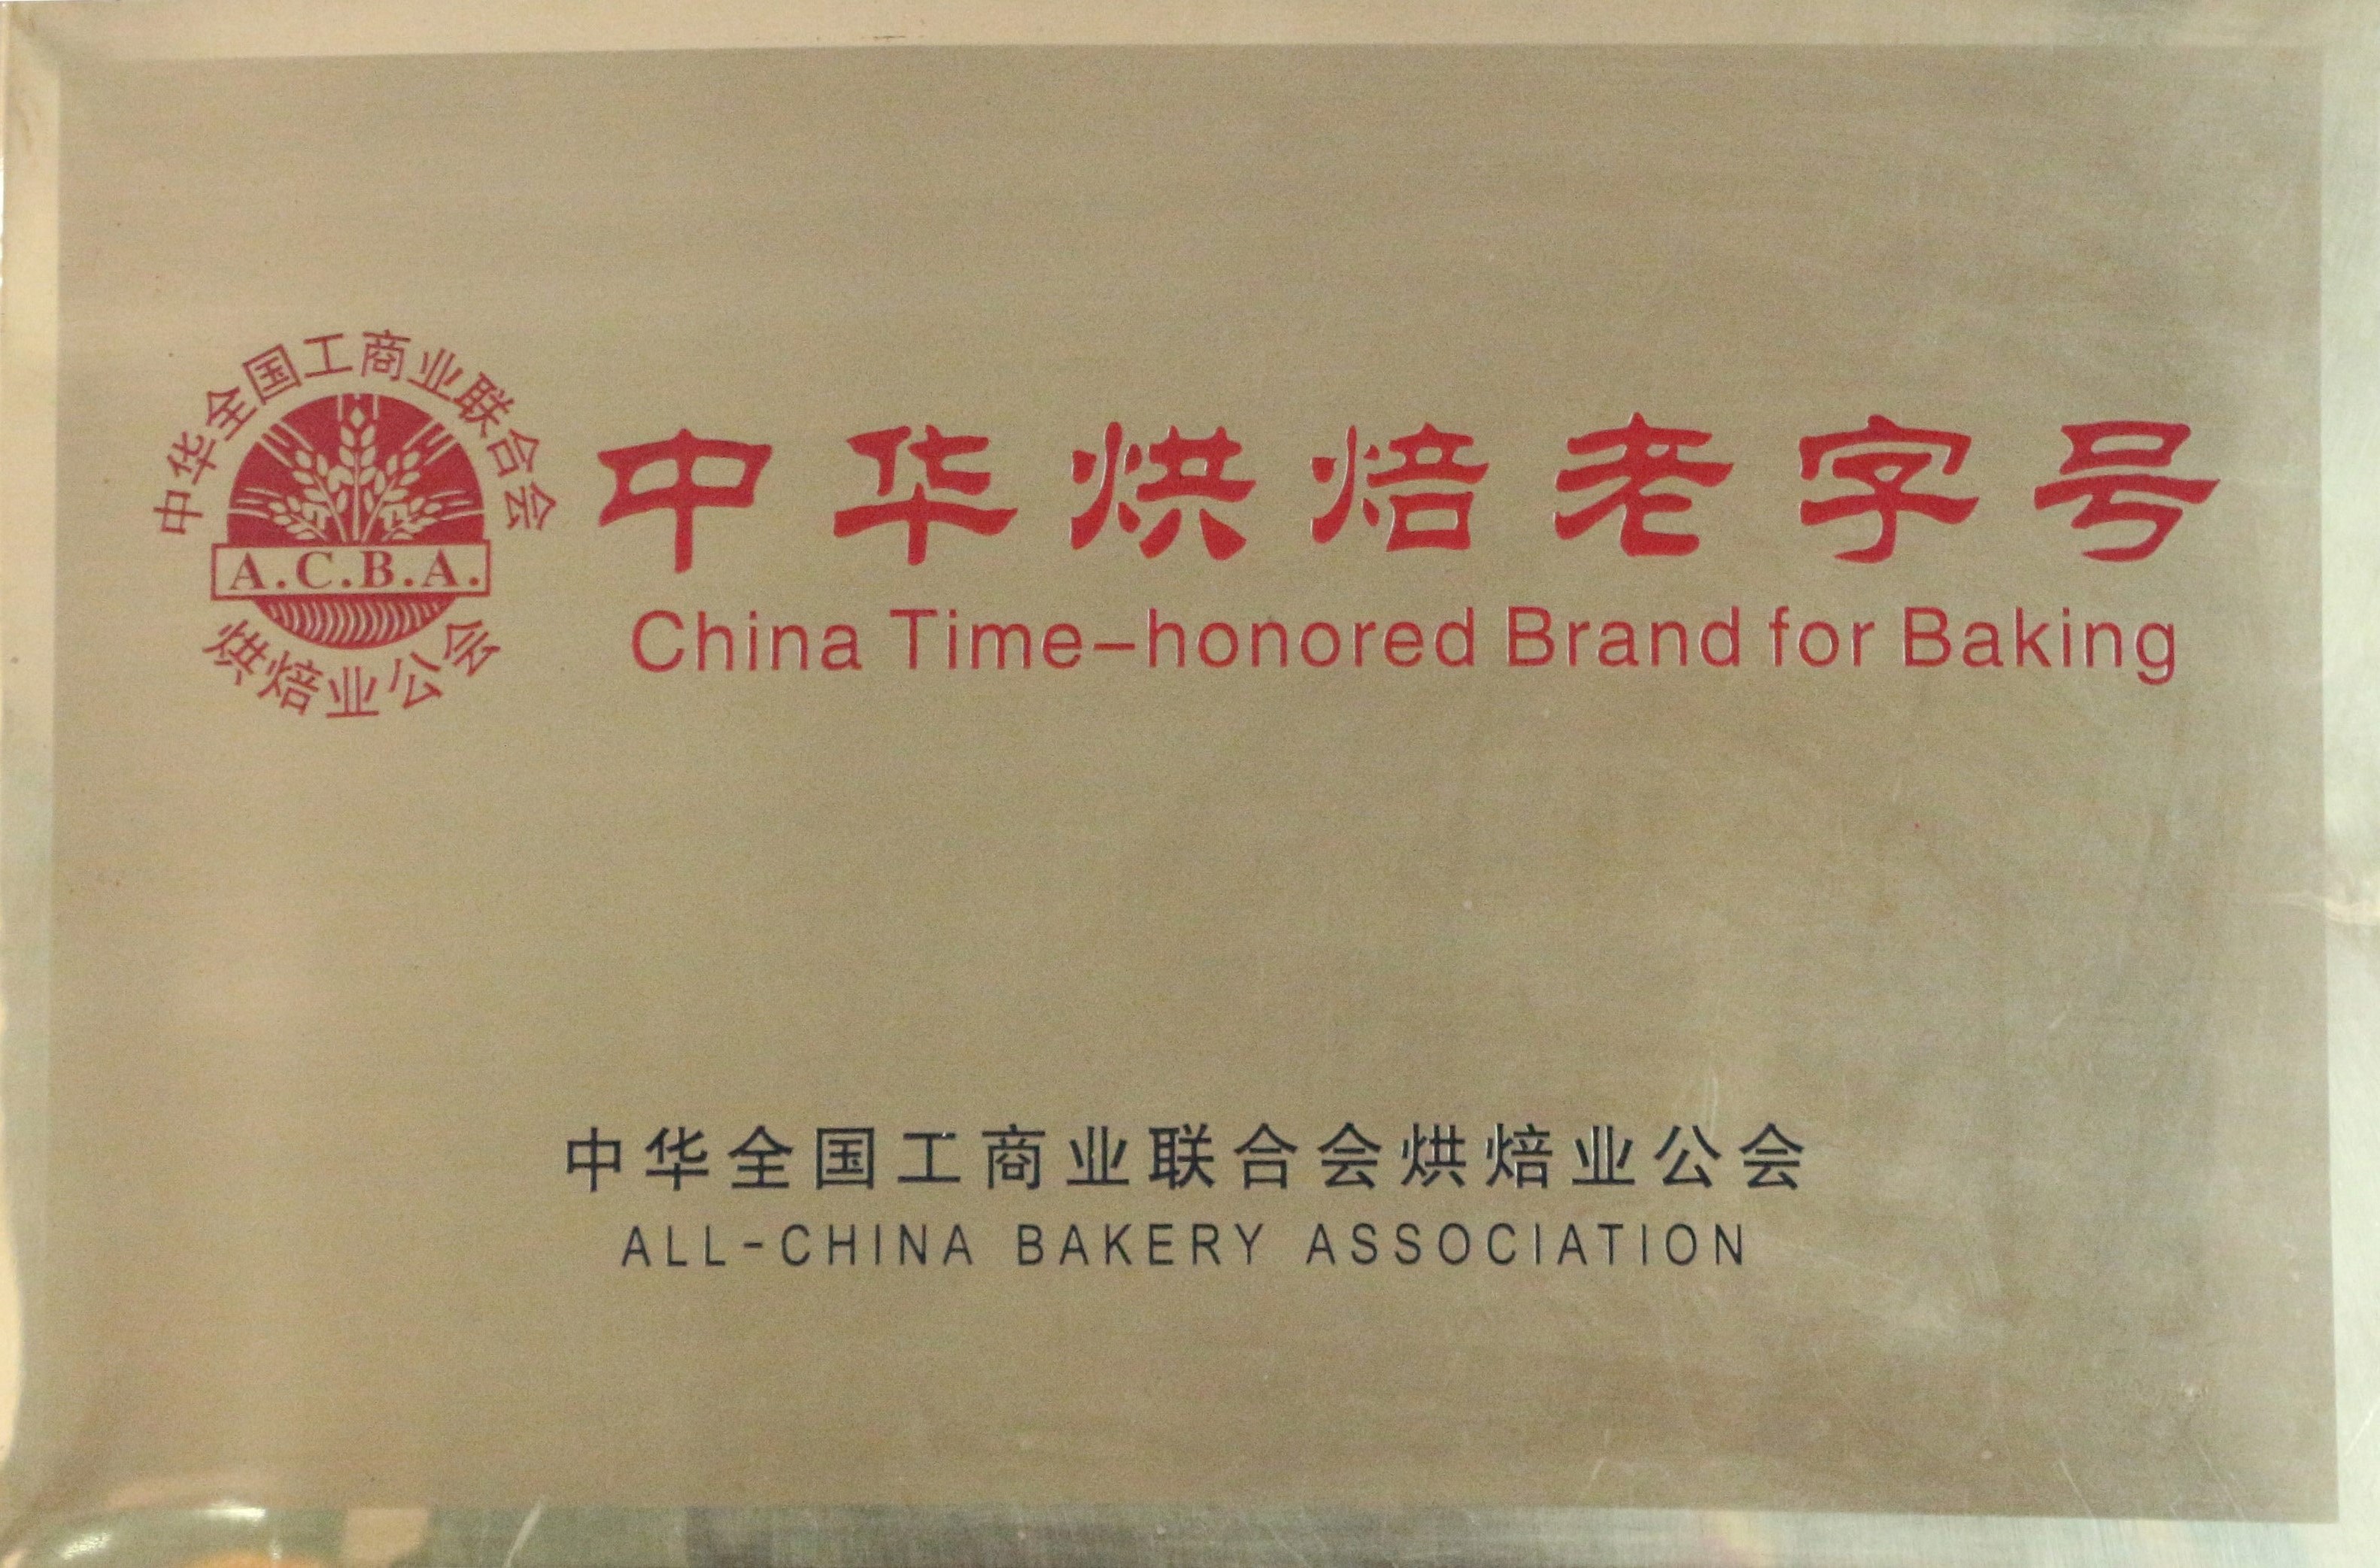 中华全国工商业联合会
A.C.B.A.
烘焙业公会
中华烘焙老字号
China Time-honored Brand for Baking
中华全国工商业联合会烘焙业公会
ALL-CHINA BAKERY ASSOCIATION